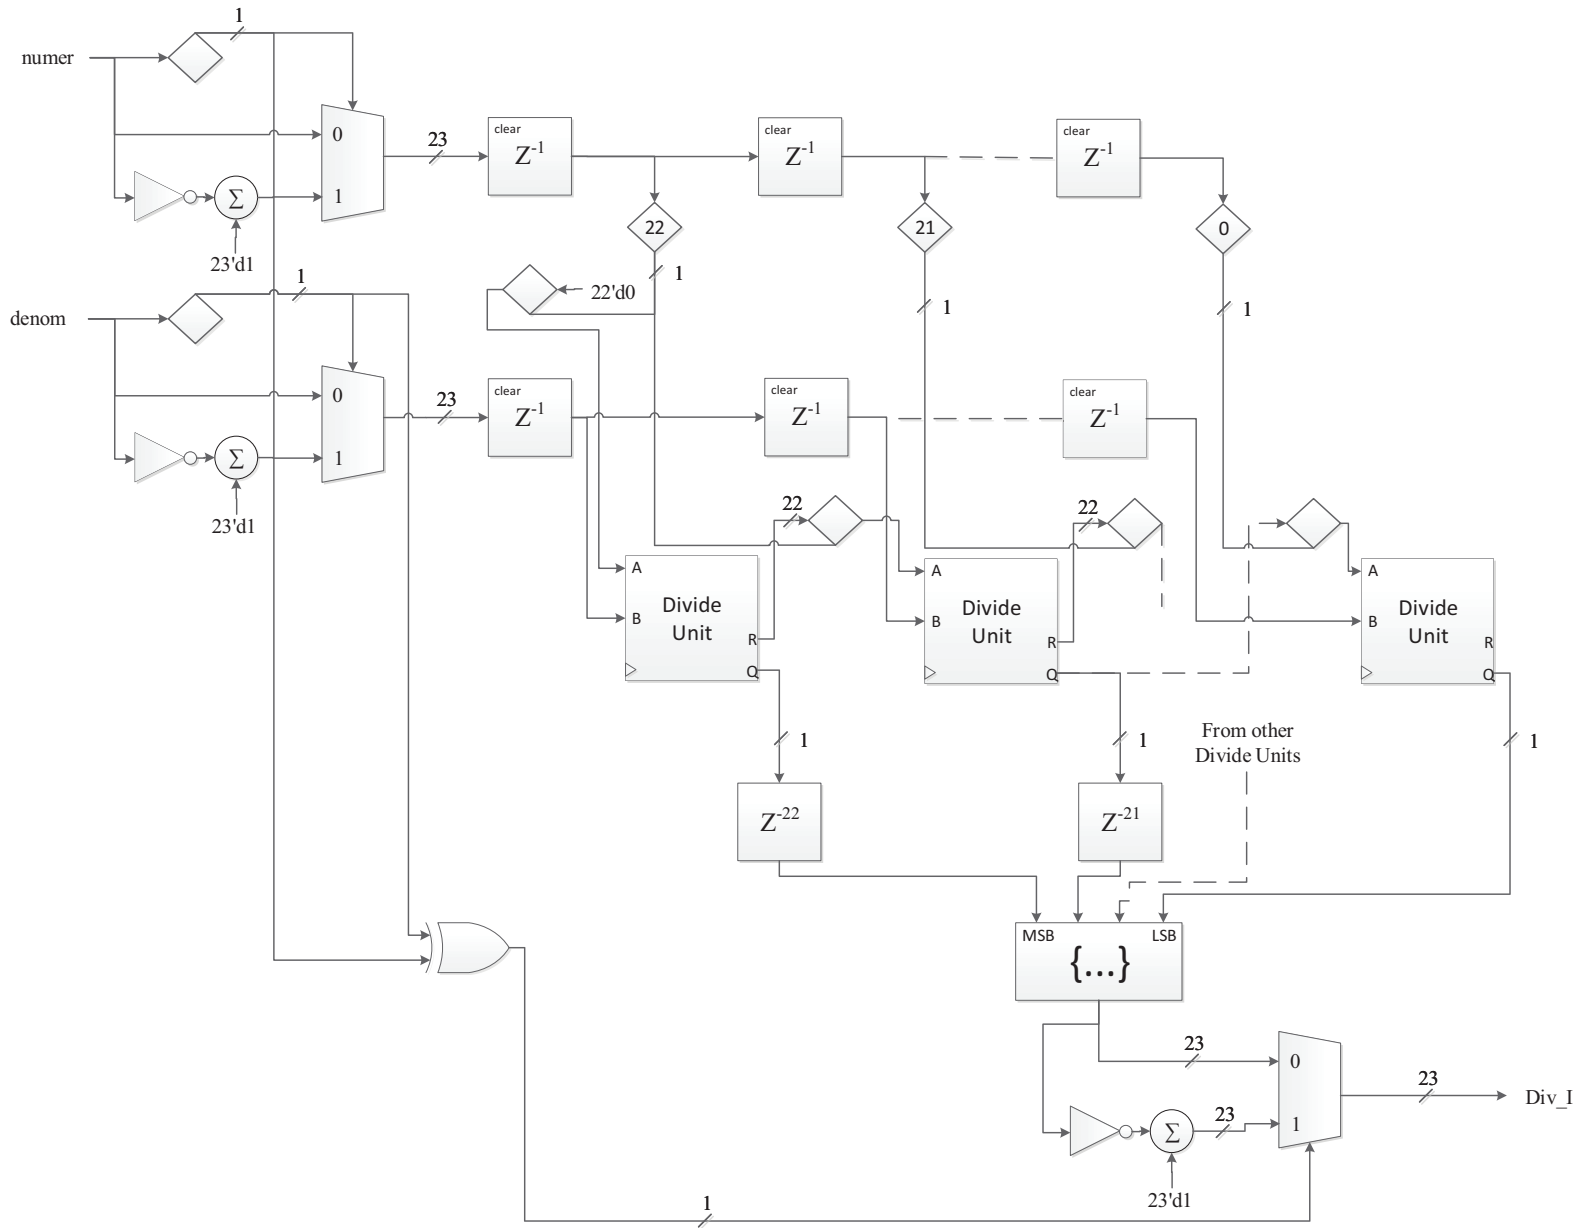 1
numer
0
23
clear
Z⁻¹
clear
Z⁻¹
clear
Z⁻¹
1
Σ
23'd1
22
21
0
1
1
1
22'd0
1
denom
0
23
clear
Z⁻¹
clear
Z⁻¹
clear
Z⁻¹
1
Σ
23'd1
22
22
A
Divide
Unit
B
R
Q
A
Divide
Unit
B
R
Q
A
Divide
Unit
B
R
Q
1
1
From other
Divide Units
1
Z⁻²²
Z⁻²¹
MSB
LSB
{...}
23
0
23
Div_I
23
1
Σ
23'd1
1